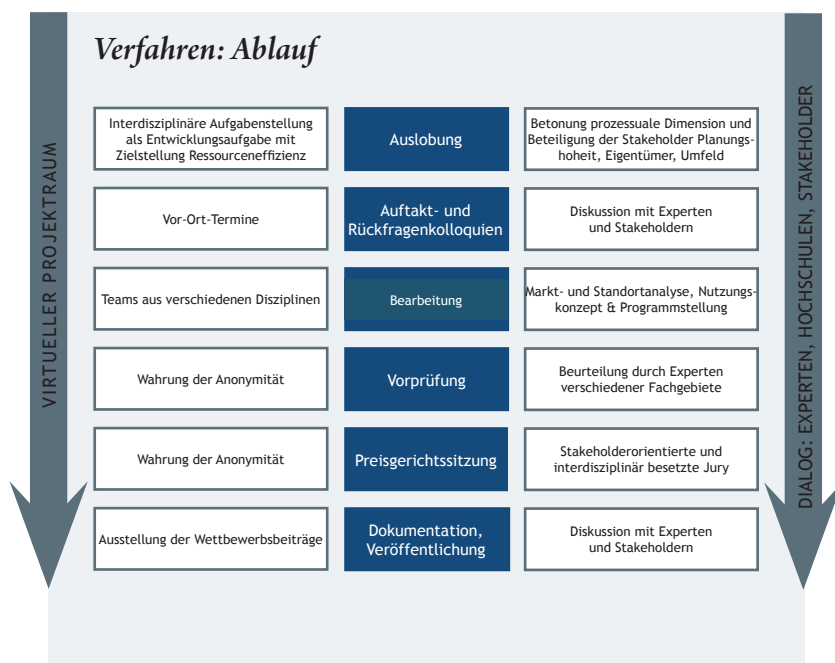 Verfahren: Ablauf
VIRTUELLER PROJEKTRAUM
Interdisziplinäre Aufgabenstellung
als Entwicklungsaufgabe mit
Zielstellung Ressourceneffizienz
Auslobung
Betonung prozessuale Dimension und
Beteiligung der Stakeholder Planungs-
hoheit, Eigentümer, Umfeld
Vor-Ort-Termine
Auftakt- und
Rückfragenkolloquien
Diskussion mit Experten
und Stakeholdern
Teams aus verschiedenen Disziplinen
Bearbeitung
Markt- und Standortanalyse, Nutzungs-
konzept & Programmstellung
Wahrung der Anonymität
Vorprüfung
Beurteilung durch Experten
verschiedener Fachgebiete
Wahrung der Anonymität
Preisgerichtssitzung
Stakeholderorientierte und
interdisziplinär besetzte Jury
Ausstellung der Wettbewerbsbeiträge
Dokumentation,
Veröffentlichung
Diskussion mit Experten
und Stakeholdern
DIALOG: EXPERTEN, HOCHSCHULEN, STAKEHOLDER